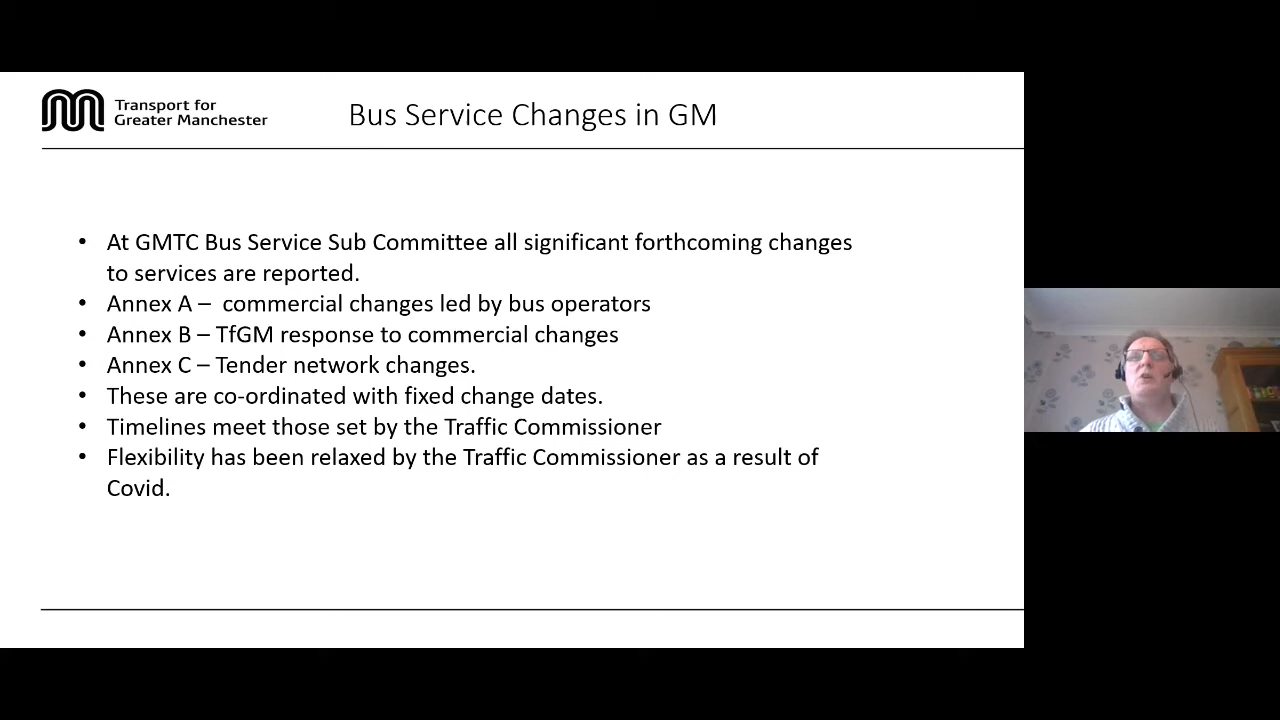 Transport for
Greater Manchester
Bus Service Changes in GM
• At GMTC Bus Service Sub Committee all significant forthcoming changes
to services are reported.
• Annex A –  commercial changes led by bus operators
• Annex B – TfGM response to commercial changes
• Annex C – Tender network changes.
• These are co-ordinated with fixed change dates.
• Timelines meet those set by the Traffic Commissioner
• Flexibility has been relaxed by the Traffic Commissioner as a result of
Covid.